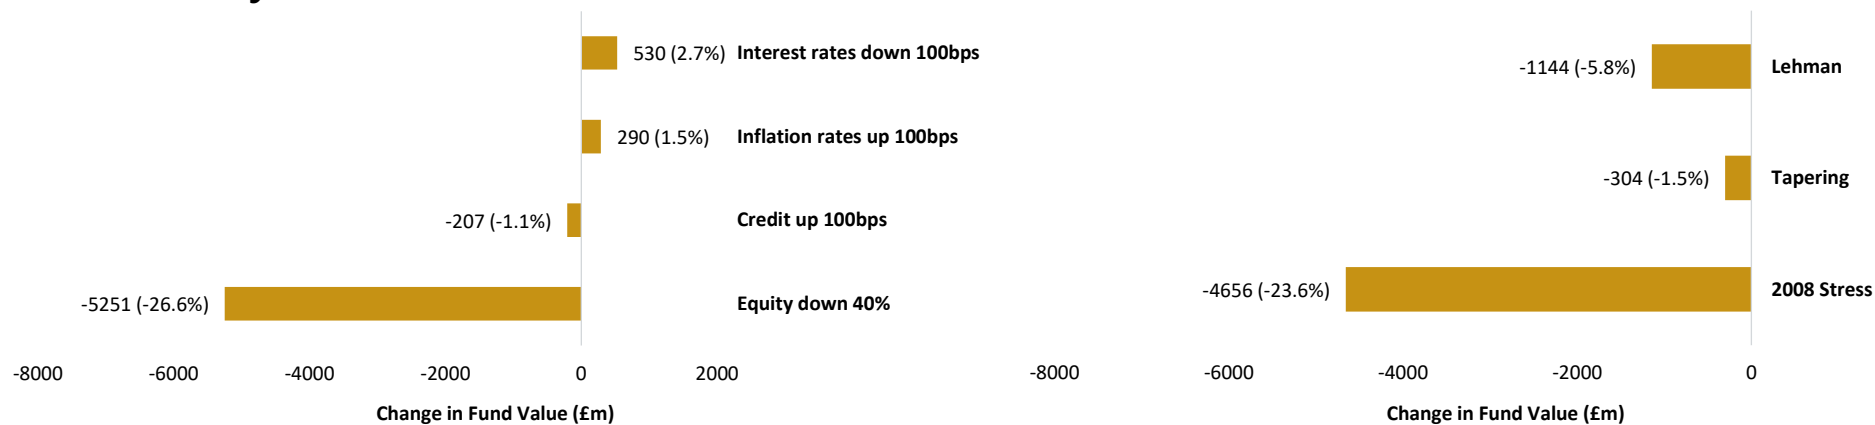 530 (2.7%) Interest rates down 100bps
290 (1.5%) Inflation rates up 100bps
-207 (-1.1%) Credit up 100bps
-5251 (-26.6%) Equity down 40%
-8000 -6000 -4000 -2000 0 2000
Change in Fund Value (£m)
-1144 (-5.8%) Lehman
-304 (-1.5%) Tapering
-4656 (-23.6%) 2008 Stress
-8000 -6000 -4000 -2000 0
Change in Fund Value (£m)